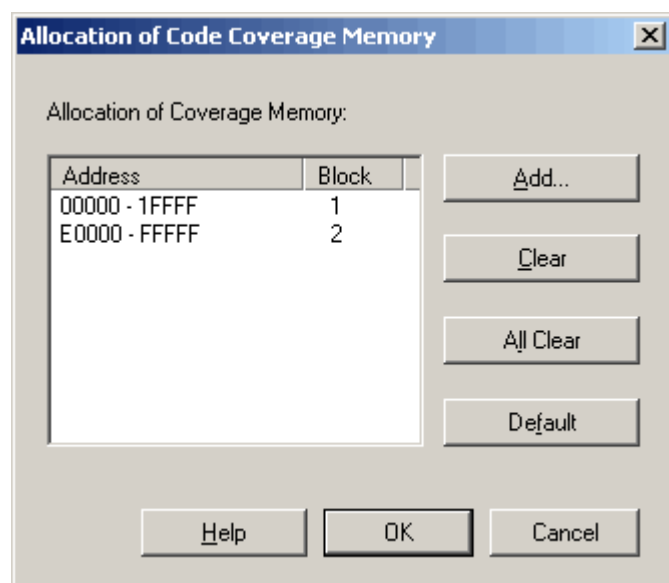 Allocation of Code Coverage Memory
Allocation of Coverage Memory:
Address Block
00000 - 1FFFF 1
E0000 - FFFFF 2
Add...
Clear
All Clear
Default
Help OK Cancel